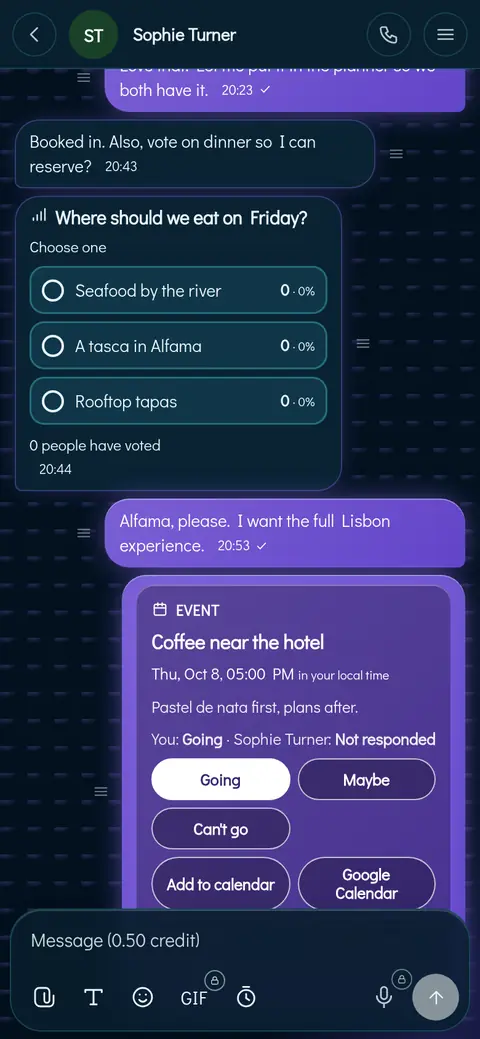 ST
Sophie Turner
both have it. 20:23
Booked in. Also, vote on dinner so I can
reserve? 20:43
Where should we eat on Friday?
Choose one
Seafood by the river 0 · 0%
A tasca in Alfama 0 · 0%
Rooftop tapas 0 · 0%
0 people have voted
20:44
Alfama, please. I want the full Lisbon
experience. 20:53
EVENT
Coffee near the hotel
Thu, Oct 8, 05:00 PM in your local time
Pastel de nata first, plans after.
You: Going · Sophie Turner: Not responded
Going
Maybe
Can't go
Add to calendar
Google
Calendar
Message (0.50 credit)
GIF